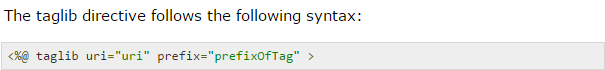 The taglib directive follows the following syntax:
<%@ taglib uri="uri" prefix="prefixOfTag" >